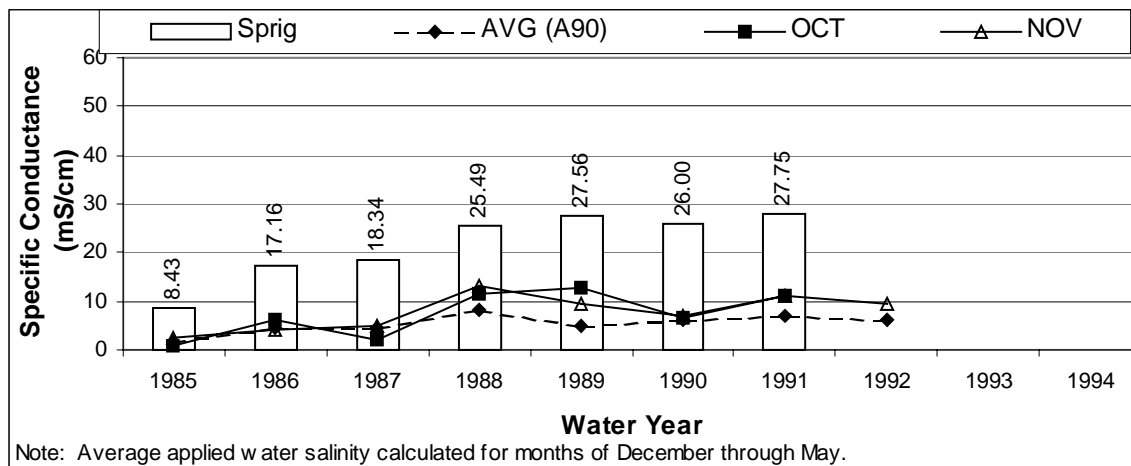 Sprig AVG (A90) OCT NOV
Specific Conductance
(mS/cm)
60
50
40
30
20
10
0
8.43
17.16
18.34
25.49
27.56
26.00
27.75
1985 1986 1987 1988 1989 1990 1991 1992 1993 1994
Water Year
Note: Average applied water salinity calculated for months of December through May.